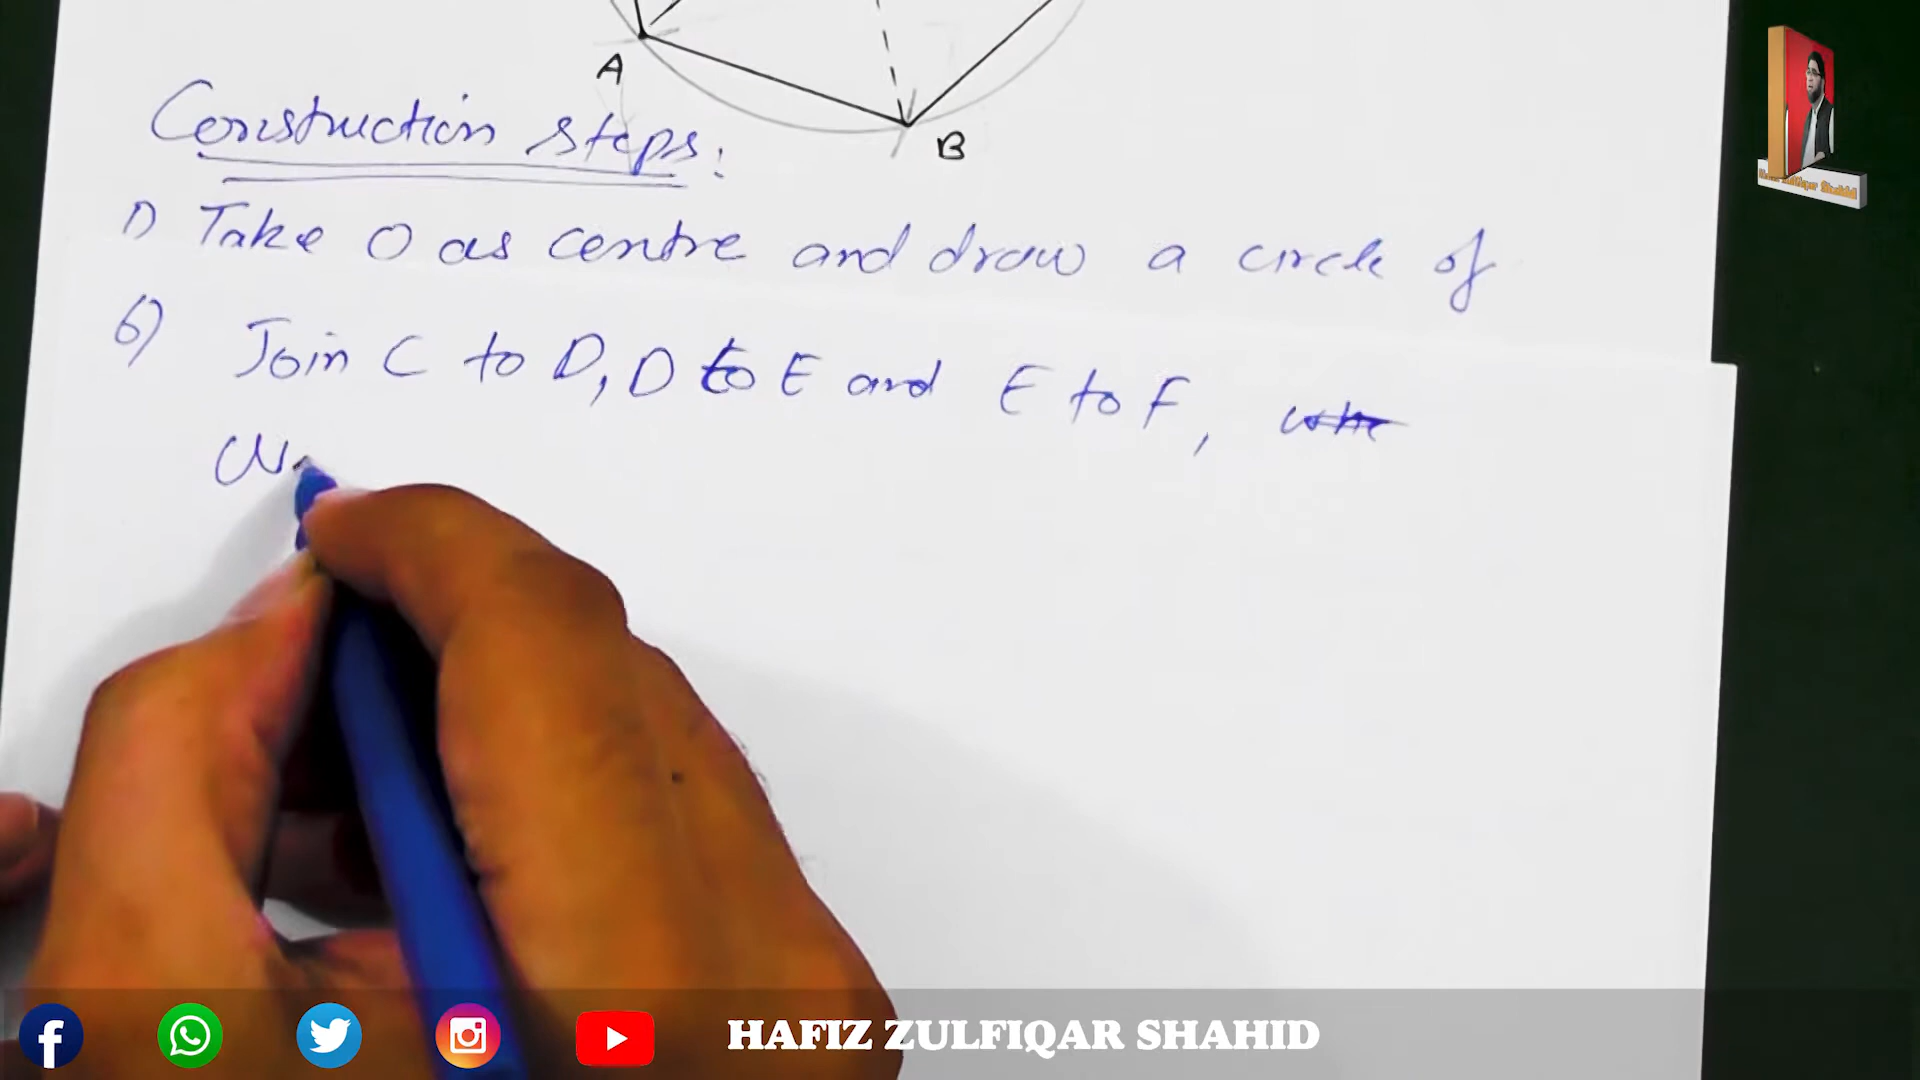 A
B
Construction steps:
1) Take O as centre and draw a circle of
6) Join C to D, D to E and E to F,
HAFIZ ZULFIQAR SHAHID